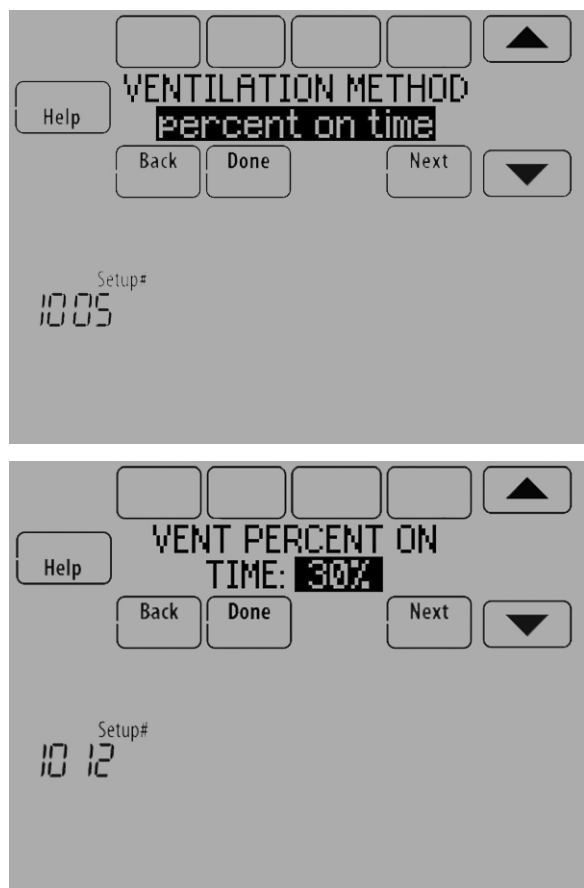 VENTILATION METHOD
Help
percent on time
Back Done Next
Setup#
1005
VENT PERCENT ON
Help
TIME: 30%
Back Done Next
Setup#
1012